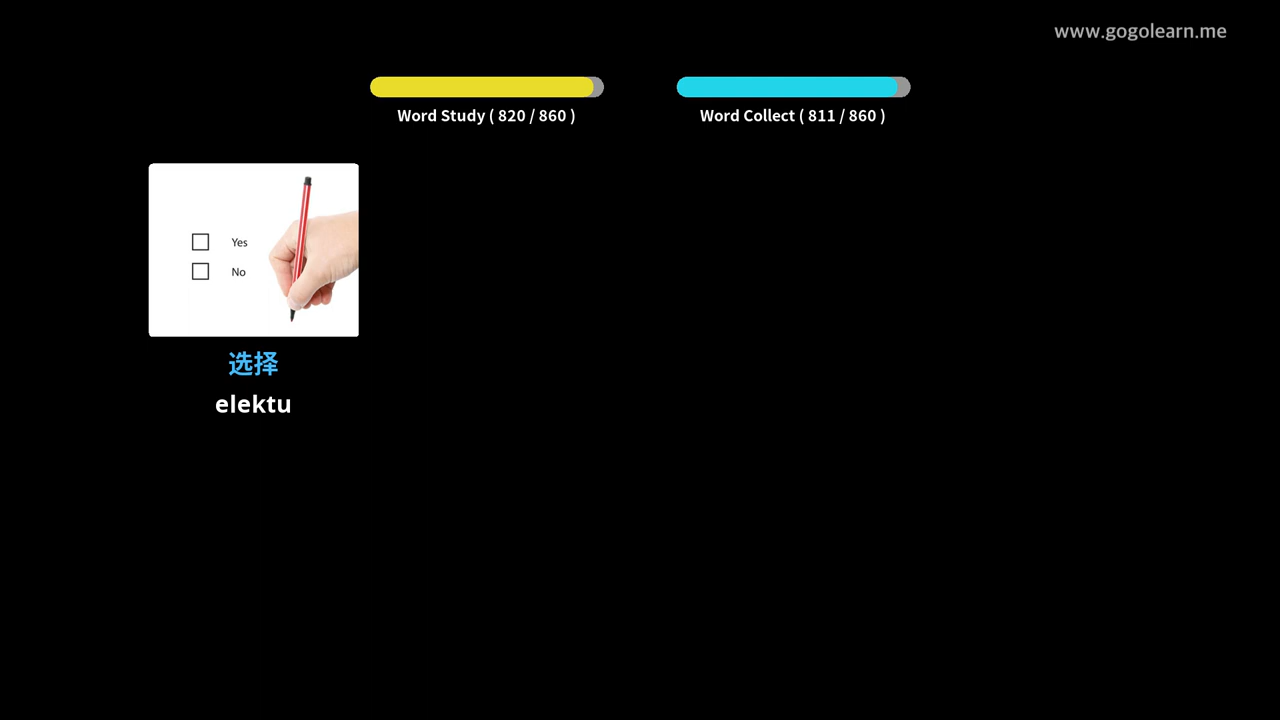 www.gogolearn.me
Word Study ( 820 / 860 )
Word Collect ( 811 / 860 )
Yes
No
选择
elektu